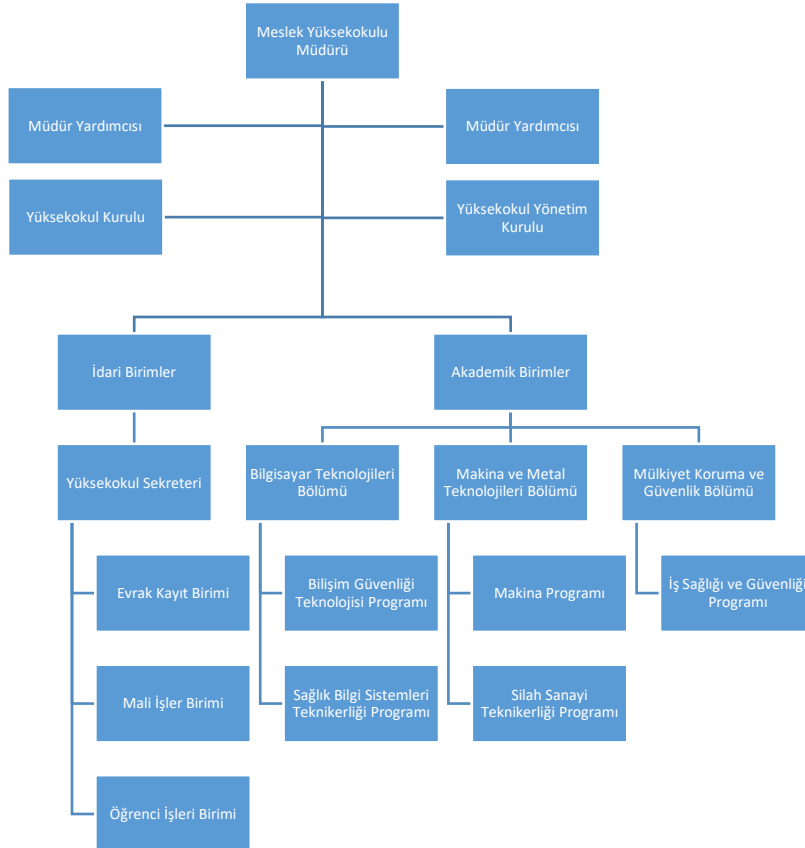 Meslek Yüksekokulu
Müdürü
Müdür Yardımcısı
Müdür Yardımcısı
Yüksekokul Kurulu
Yüksekokul Yönetim
Kurulu
İdari Birimler
Akademik Birimler
Yüksekokul Sekreteri
Bilgisayar Teknolojileri
Bölümü
Makina ve Metal
Teknolojileri Bölümü
Mülkiyet Koruma ve
Güvenlik Bölümü
Evrak Kayıt Birimi
Bilişim Güvenliği
Teknolojisi Programı
Makina Programı
İş Sağlığı ve Güvenliği
Programı
Mali İşler Birimi
Sağlık Bilgi Sistemleri
Teknikerliği Programı
Silah Sanayi
Teknikerliği Programı
Öğrenci İşleri Birimi